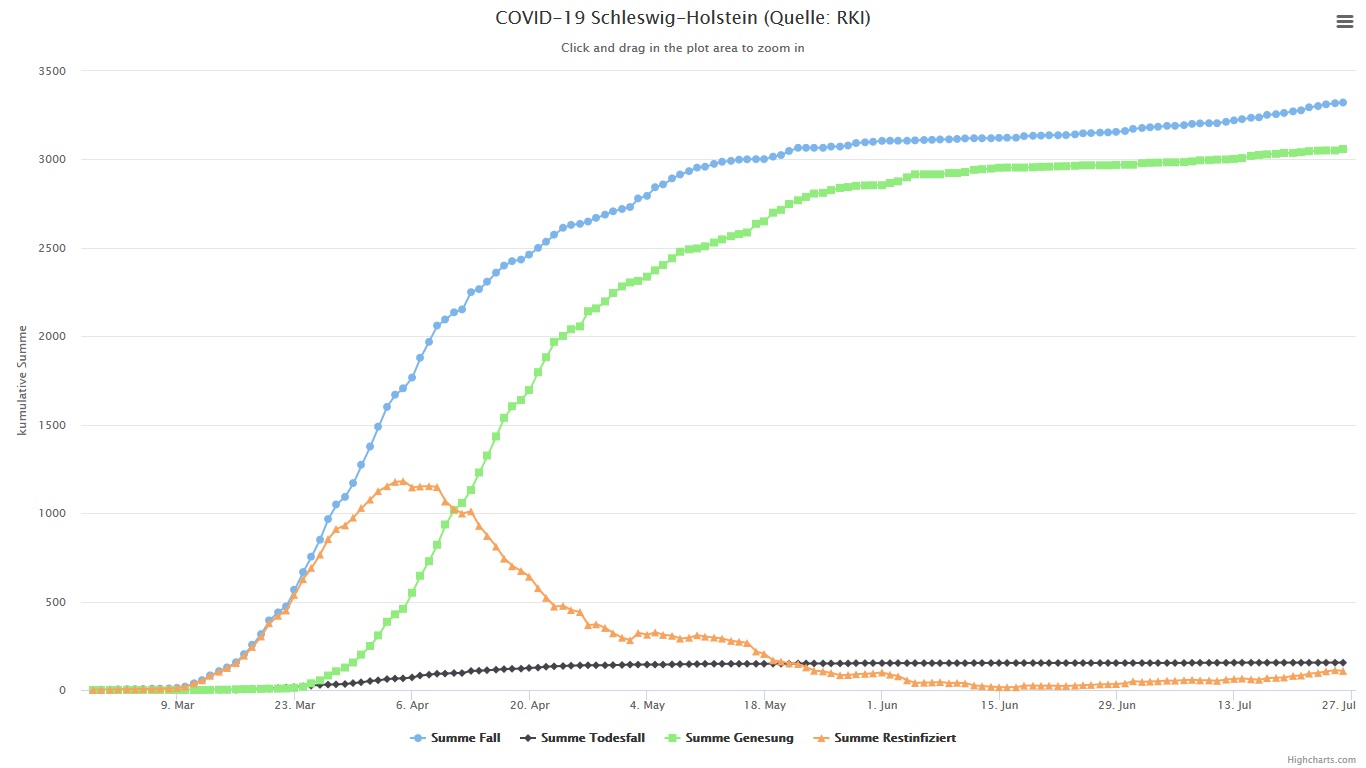 COVID-19 Schleswig-Holstein (Quelle: RKI)
Click and drag in the plot area to zoom in
kumulative Summe
3500
3000
2500
2000
1500
1000
500
0
9. Mar 23. Mar 6. Apr 20. Apr 4. May 18. May 1. Jun 15. Jun 29. Jun 13. Jul 27. Jul
Summe Fall Summe Todesfall Summe Genesung Summe Restinfiziert
Highcharts.com